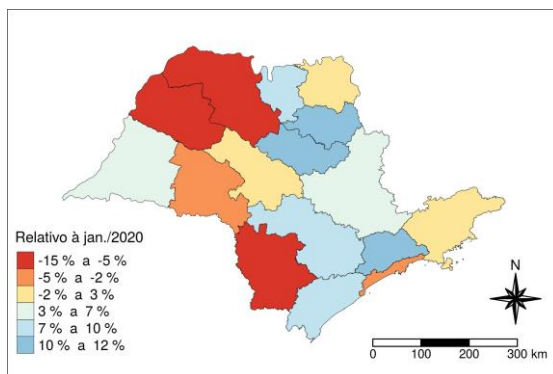 Relativo à jan./2020
-15 % a -5 %
-5 % a -2 %
-2 % a 3 %
3 % a 7 %
7 % a 10 %
10 % a 12 %
N
0 100 200 300 km